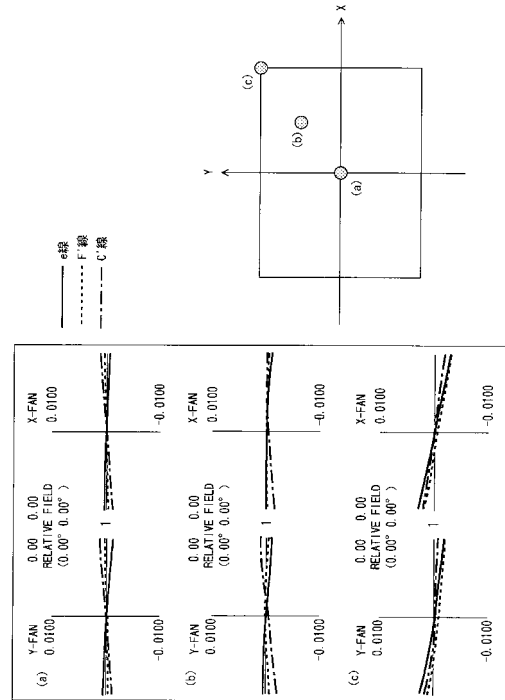 (a)
Y-FAN
0.0100
-0.0100
0.00 0.00
RELATIVE FIELD
(0.00° 0.00° )
X-FAN
0.0100
-0.0100
(b)
Y-FAN
0.0100
-0.0100
0.00 0.00
RELATIVE FIELD
(0.00° 0.00° )
X-FAN
0.0100
-0.0100
(c)
Y-FAN
0.0100
-0.0100
0.00 0.00
RELATIVE FIELD
(0.00° 0.00° )
X-FAN
0.0100
-0.0100
e線
F'線
C'線
Y
X
(a)
(b)
(c)